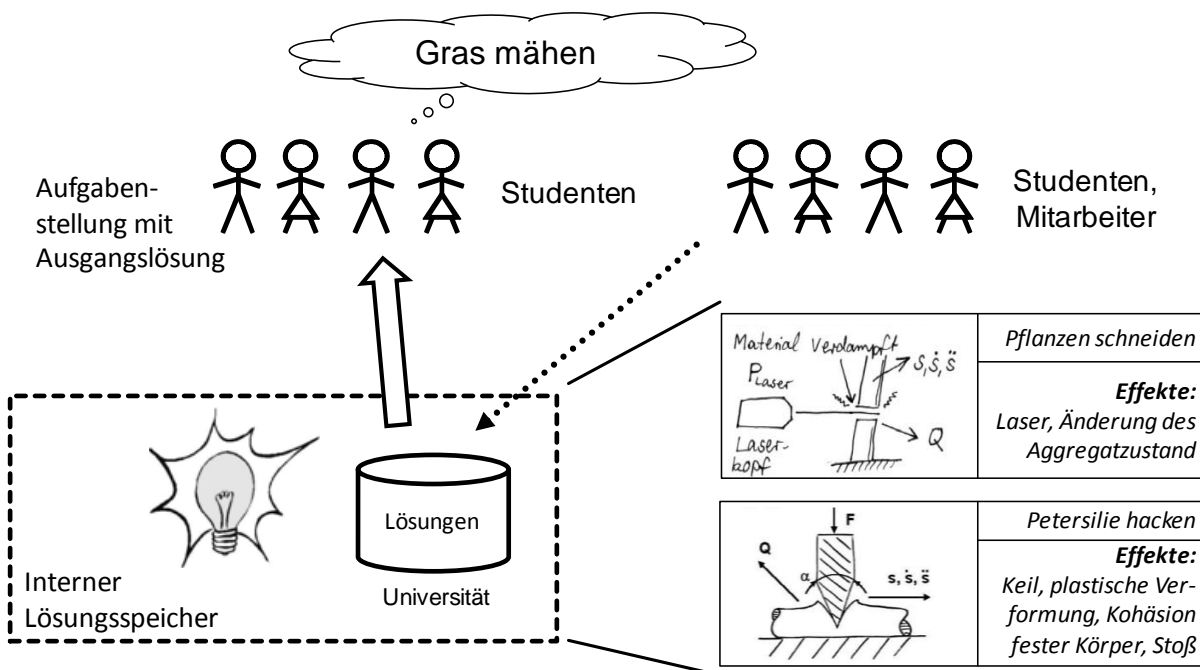 Gras mähen
Aufgaben-
stellung mit
Ausgangslösung
Studenten
Studenten,
Mitarbeiter
Interner
Lösungsspeicher
Lösungen
Universität
Material verdampft
PLaser
s, ṡ, s̈
Q
Laser-
kopf
Pflanzen schneiden
Effekte:
Laser, Änderung des
Aggregatzustand
F
Q
α
s, ṡ, s̈
Petersilie hacken
Effekte:
Keil, plastische Ver-
formung, Kohäsion
fester Körper, Stoß